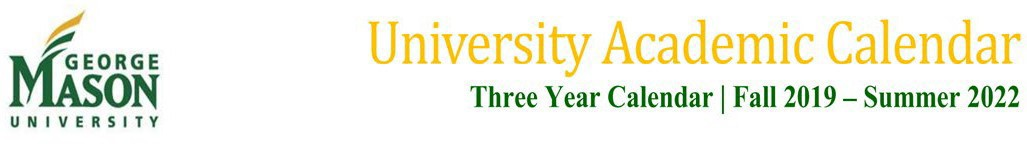 GEORGE
MASON
UNIVERSITY
University Academic Calendar
Three Year Calendar | Fall 2019 – Summer 2022